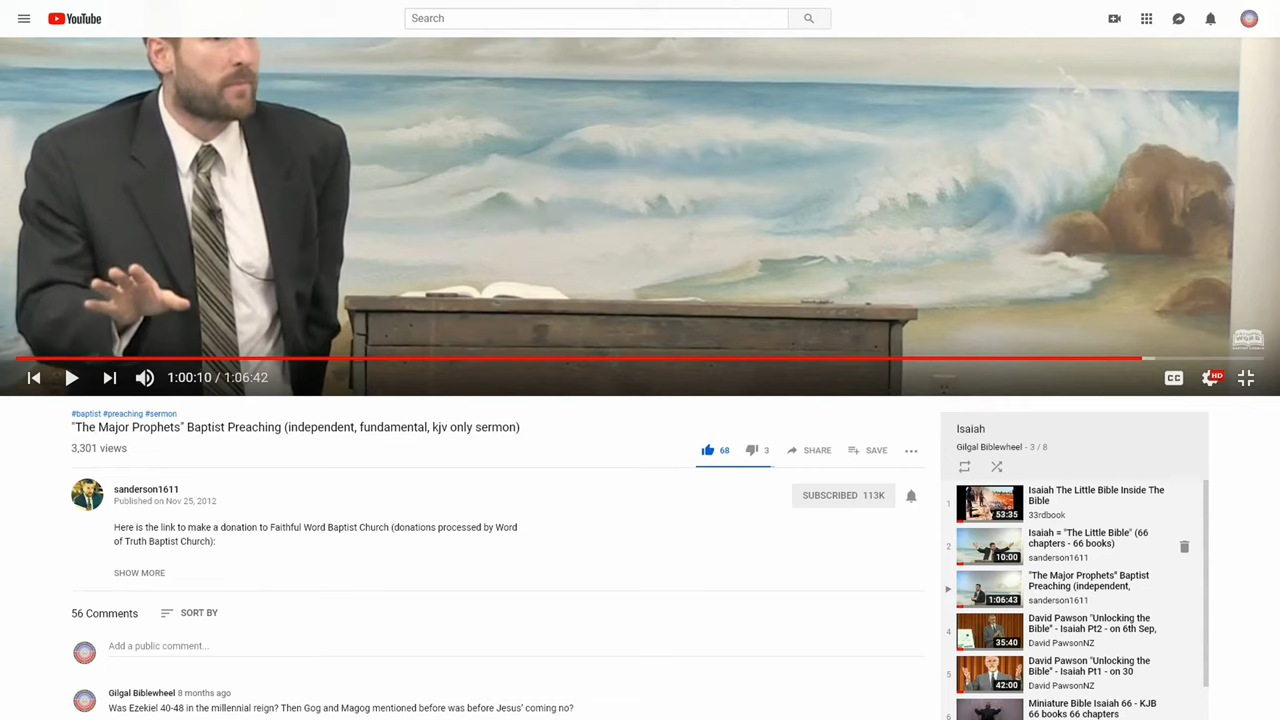 YouTube
Search
1:00:10 / 1:06:42
CC
HD
#baptist #preaching #sermon
"The Major Prophets" Baptist Preaching (independent, fundamental, kjv only sermon)
3,301 views
68
3
SHARE
SAVE
sanderson1611
Published on Nov 25, 2012
SUBSCRIBED 113K
Here is the link to make a donation to Faithful Word Baptist Church (donations processed by Word
of Truth Baptist Church):
SHOW MORE
56 Comments
SORT BY
Add a public comment...
Gilgal Biblewheel 8 months ago
Was Ezekiel 40-48 in the millennial reign? Then Gog and Magog mentioned before was before Jesus' coming no?
Isaiah
Gilgal Biblewheel - 3 / 8
1
53:35
Isaiah The Little Bible Inside The
Bible
33rdbook
2
10:00
Isaiah = "The Little Bible" (66
chapters - 66 books)
sanderson1611
1:06:43
"The Major Prophets" Baptist
Preaching (independent,
sanderson1611
4
35:40
David Pawson "Unlocking the
Bible" - Isaiah Pt2 - on 6th Sep,
David PawsonNZ
5
42:00
David Pawson "Unlocking the
Bible" - Isaiah Pt1 - on 30
David PawsonNZ
6
Miniature Bible Isaiah 66 - KJB
66 books 66 chapters